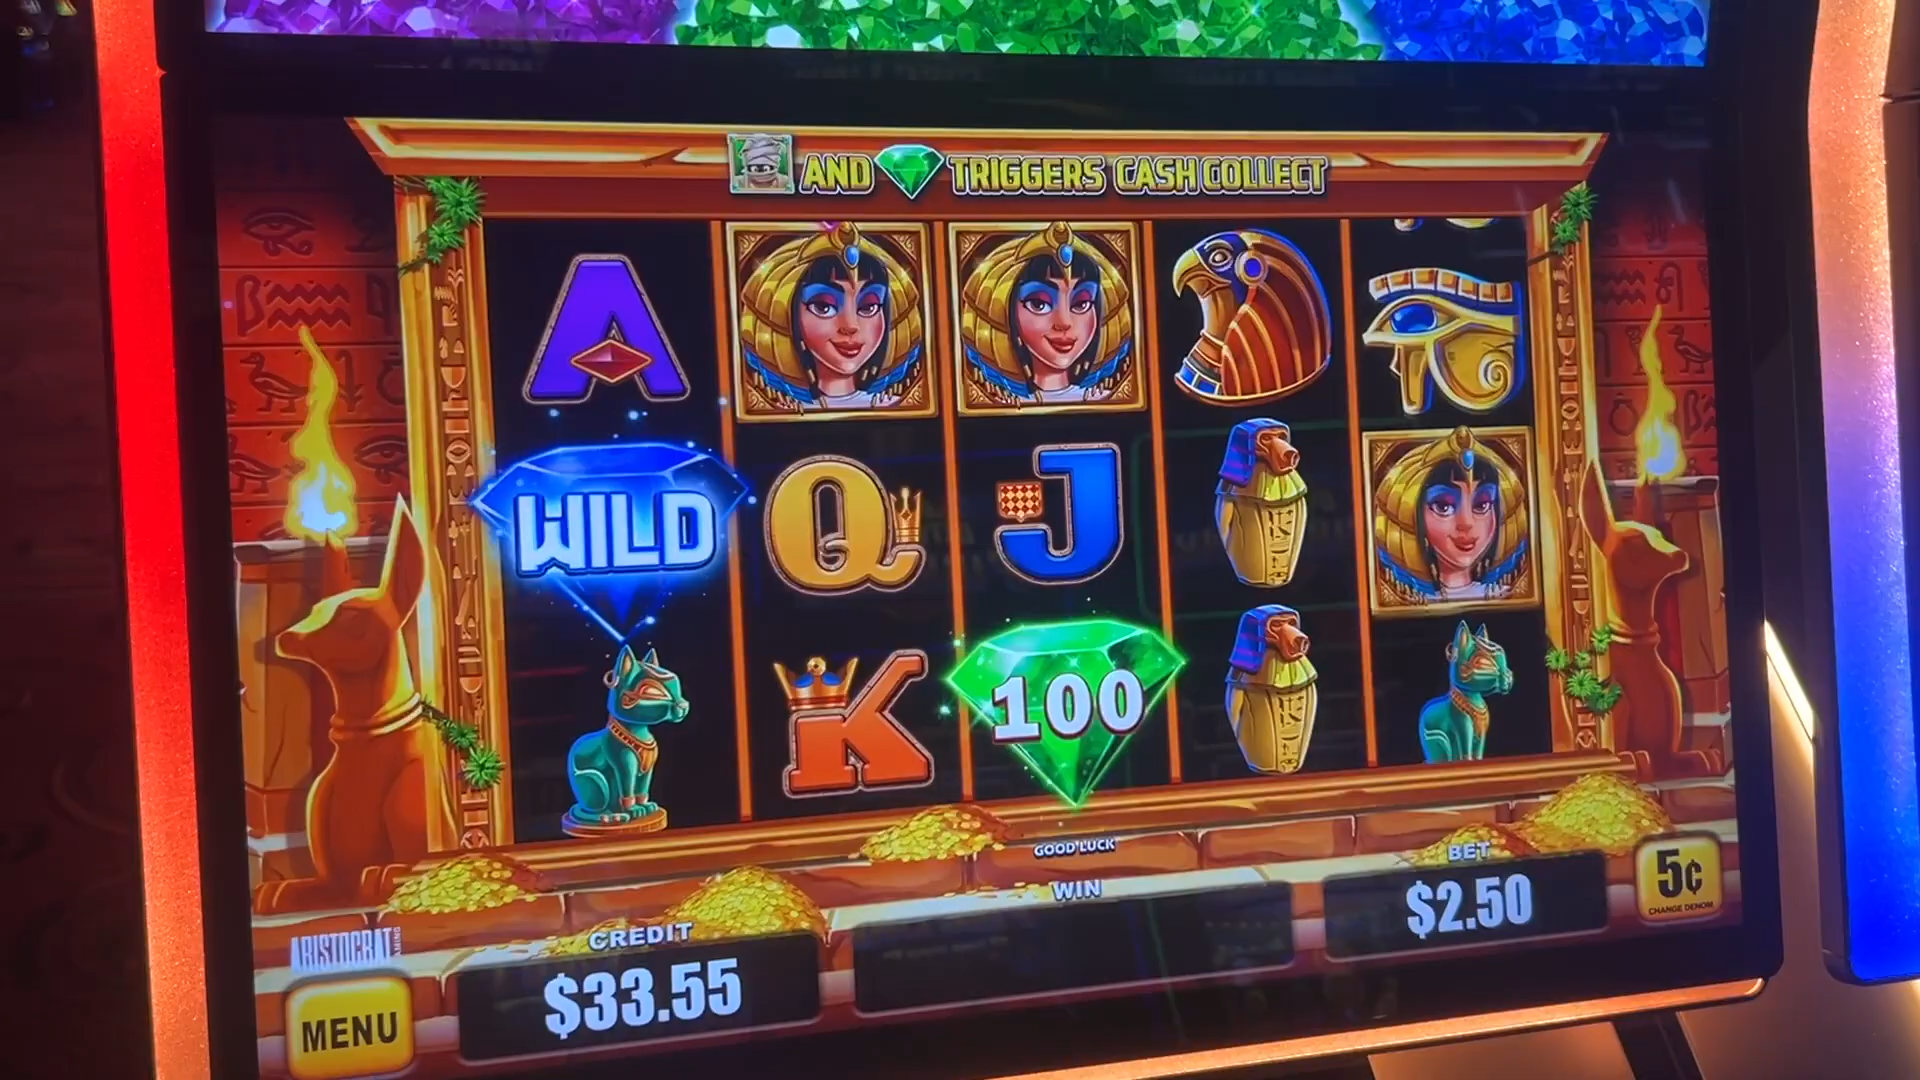 AND TRIGGERS CASH COLLECT
A
WILD
Q
J
K
100
GOOD LUCK
WIN
BET
$2.50
5¢
CHANGE DENOM
CREDIT
$33.55
ARISTOCRAT
MENU